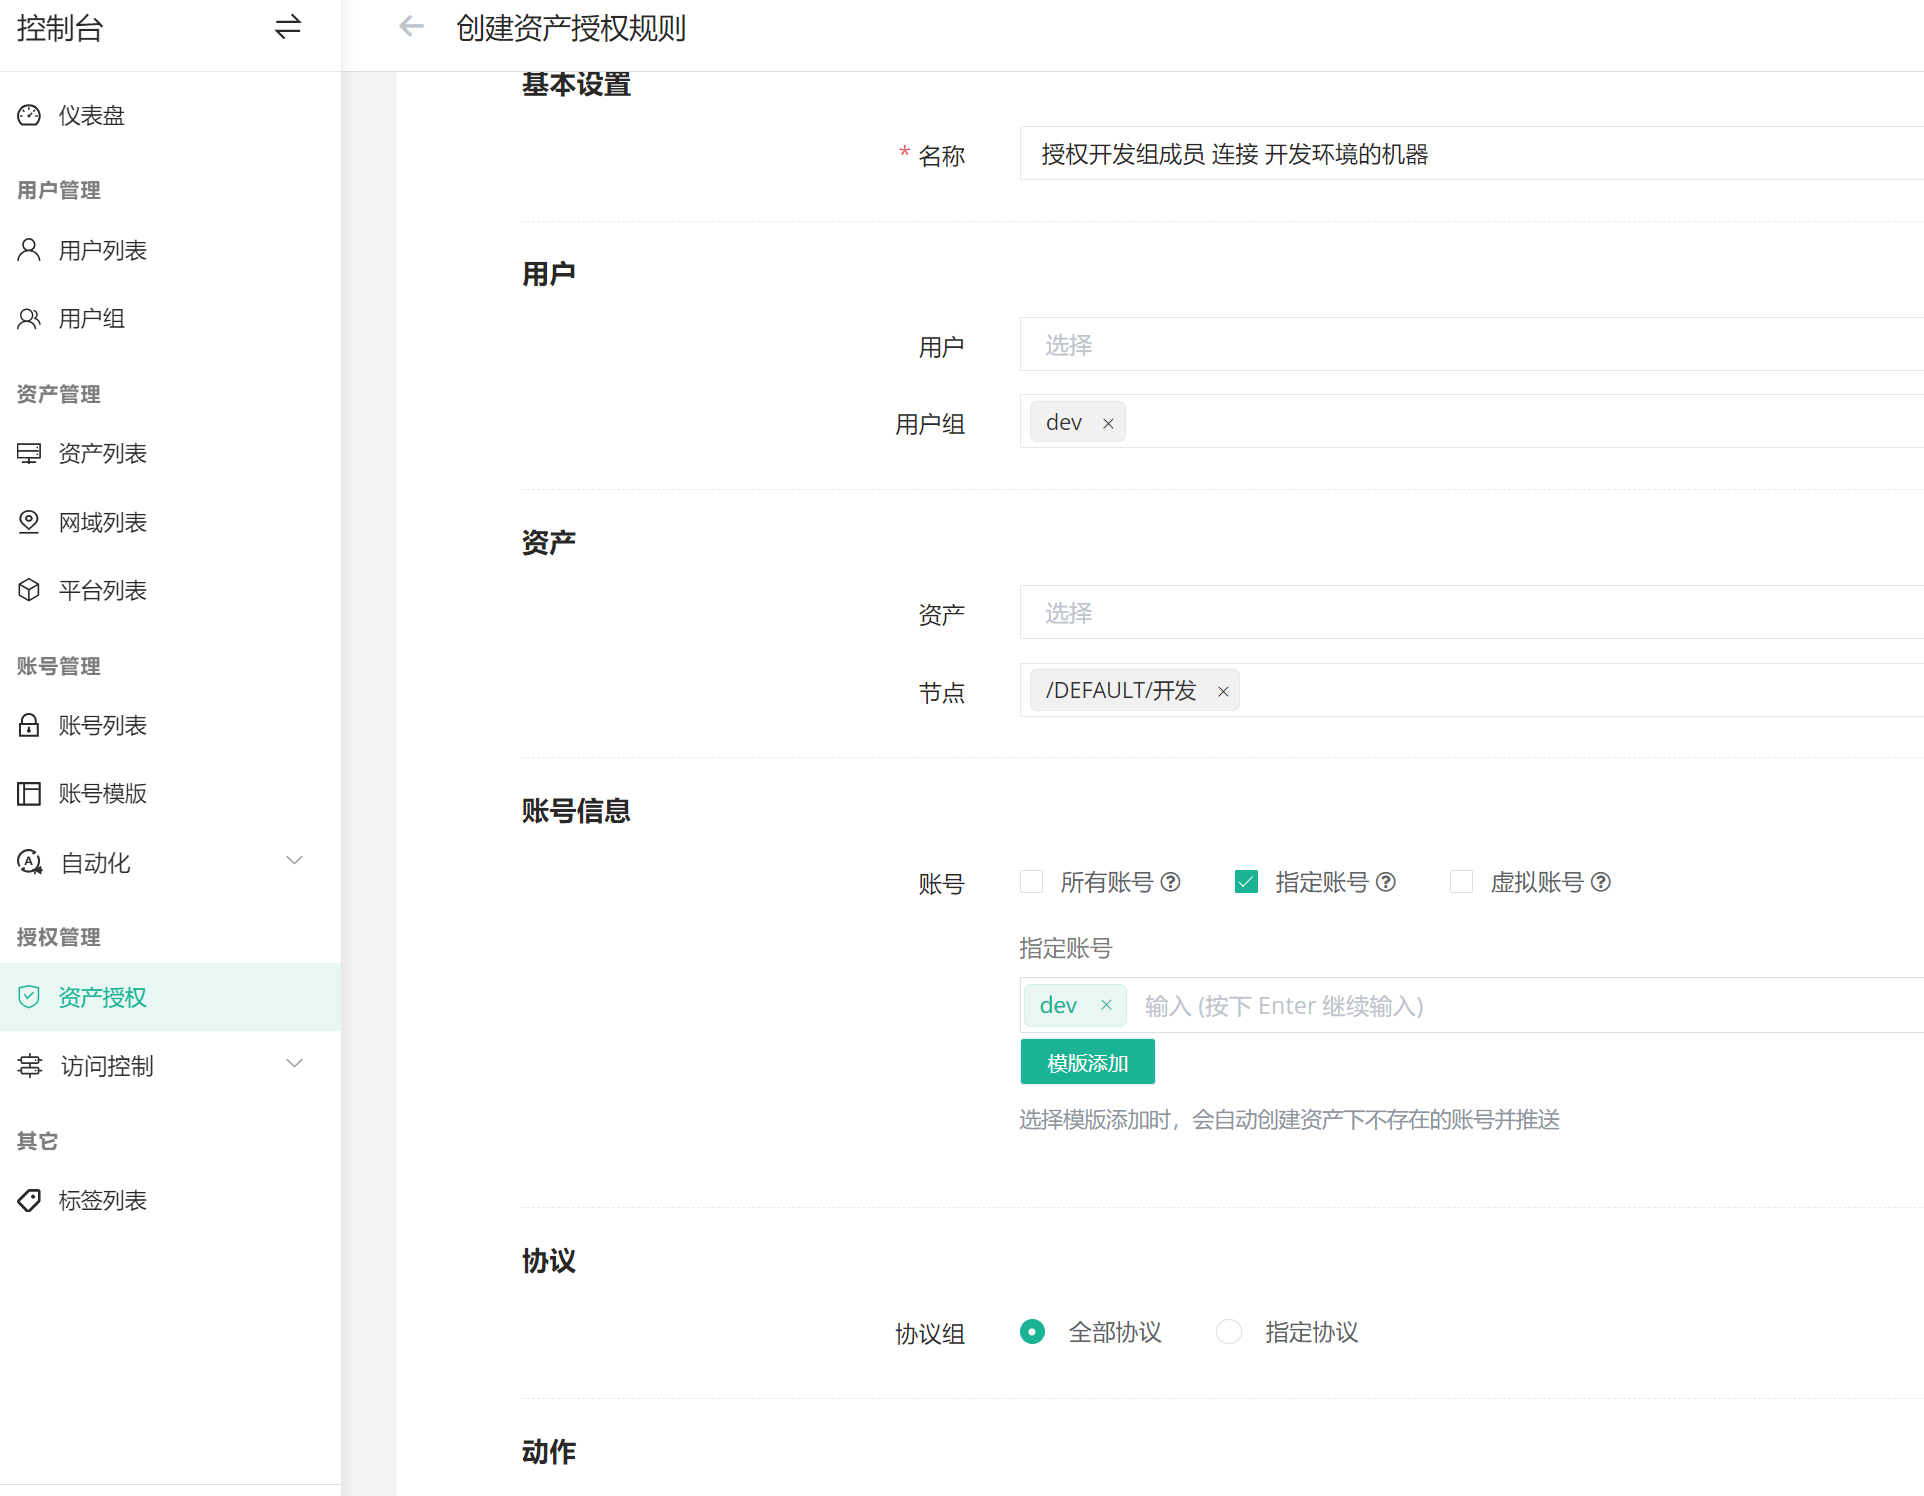 控制台
仪表盘
用户管理
用户列表
用户组
资产管理
资产列表
网域列表
平台列表
账号管理
账号列表
账号模版
自动化
授权管理
资产授权
访问控制
其它
标签列表
创建资产授权规则
基本设置
* 名称 授权开发组成员 连接 开发环境的机器
用户
用户 选择
用户组 dev ×
资产
资产 选择
节点 /DEFAULT/开发 ×
账号信息
账号 所有账号 指定账号 虚拟账号
指定账号
dev × 输入 (按下 Enter 继续输入)
模版添加
选择模版添加时，会自动创建资产下不存在的账号并推送
协议
协议组 全部协议 指定协议
动作